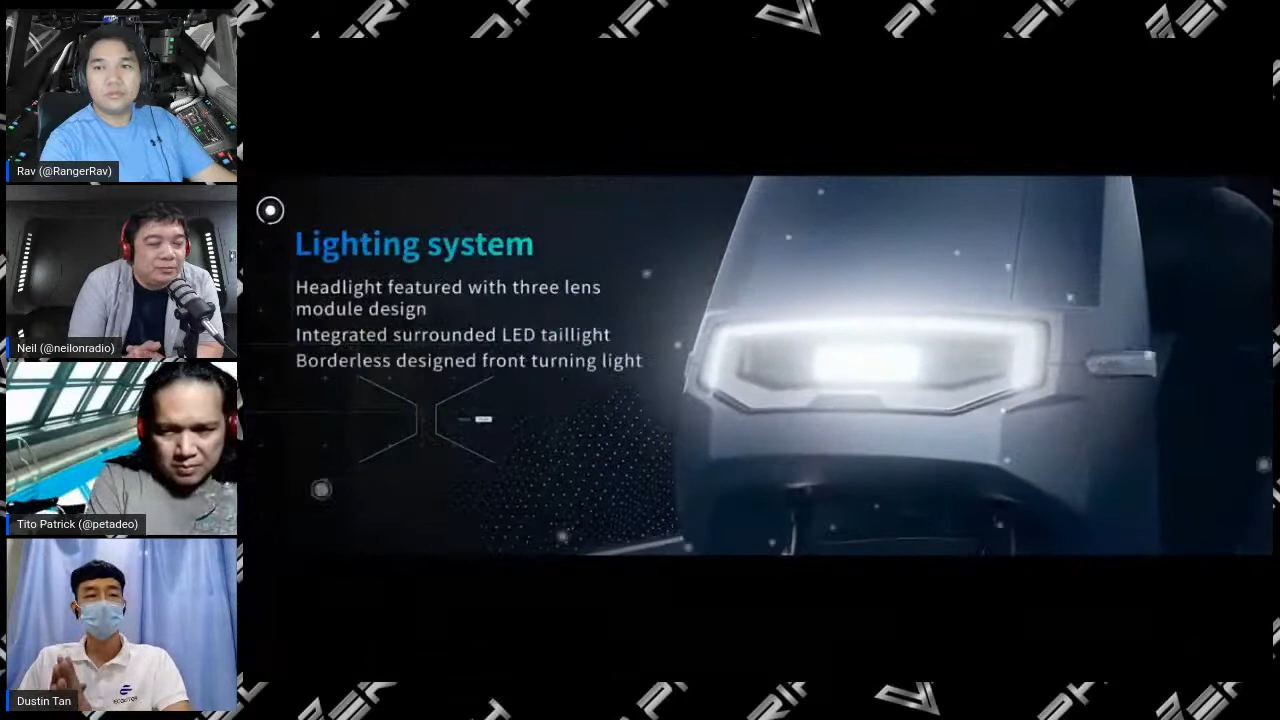 Rav (@RangerRav)
Neil (@neilonradio)
Tito Patrick (@petadeo)
Dustin Tan
Lighting system
Headlight featured with three lens
module design
Integrated surrounded LED taillight
Borderless designed front turning light